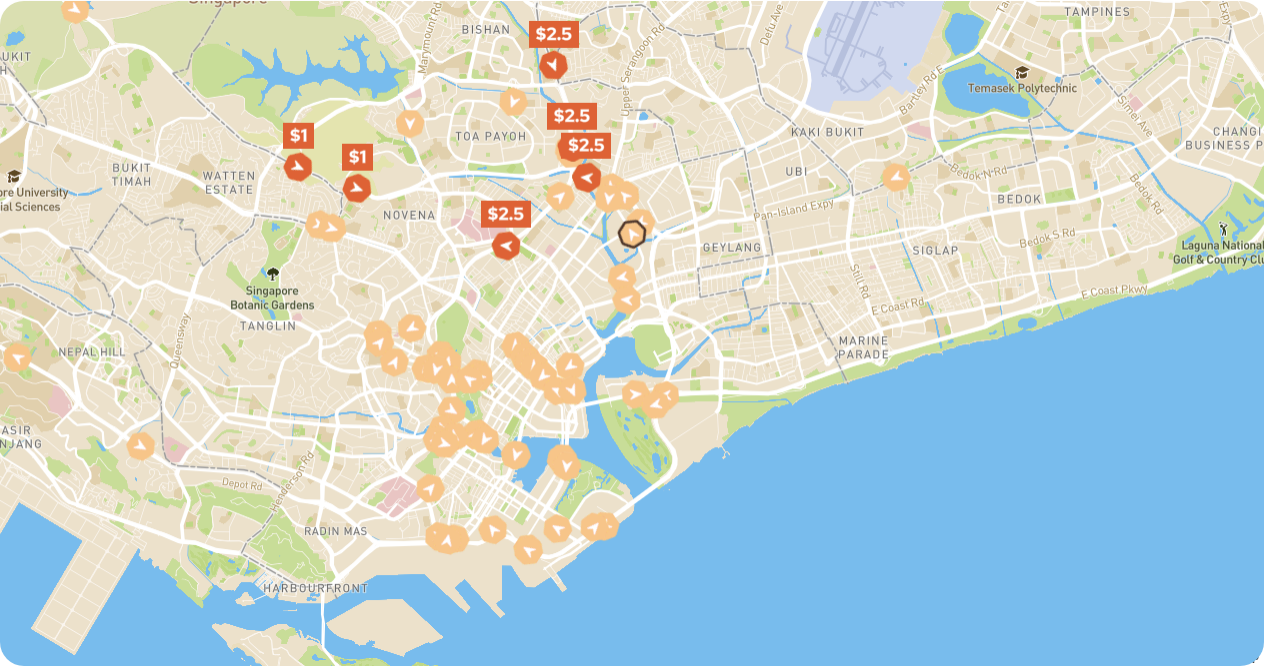 Singapore
Marymount Rd
BISHAN
$2.5
Upper Serangoon Rd
Defu Ave
TAMPINES
Expy
UKIT
H
Bartley Rd E
Temasek Polytechnic
Simei Ave
$2.5
$1
TOA PAYOH
$2.5
KAKI BUKIT
CHANGI
BUSINESS P
$1
BUKIT
TIMAH
WATTEN
ESTATE
UBI
Bedok N Rd
Bedok Rd
ore University
ial Sciences
NOVENA
$2.5
Pan-Island Expy
BEDOK
GEYLANG
SIGLAP
Bedok S Rd
Laguna National
Golf & Country Clu
Singapore
Botanic Gardens
Still Rd
E Coast Rd
E Coast Pkwy
TANGLIN
Queensway
NEPAL HILL
MARINE
PARADE
ASIR
NJANG
Depot Rd
Henderson Rd
RADIN MAS
HARBOURFRONT